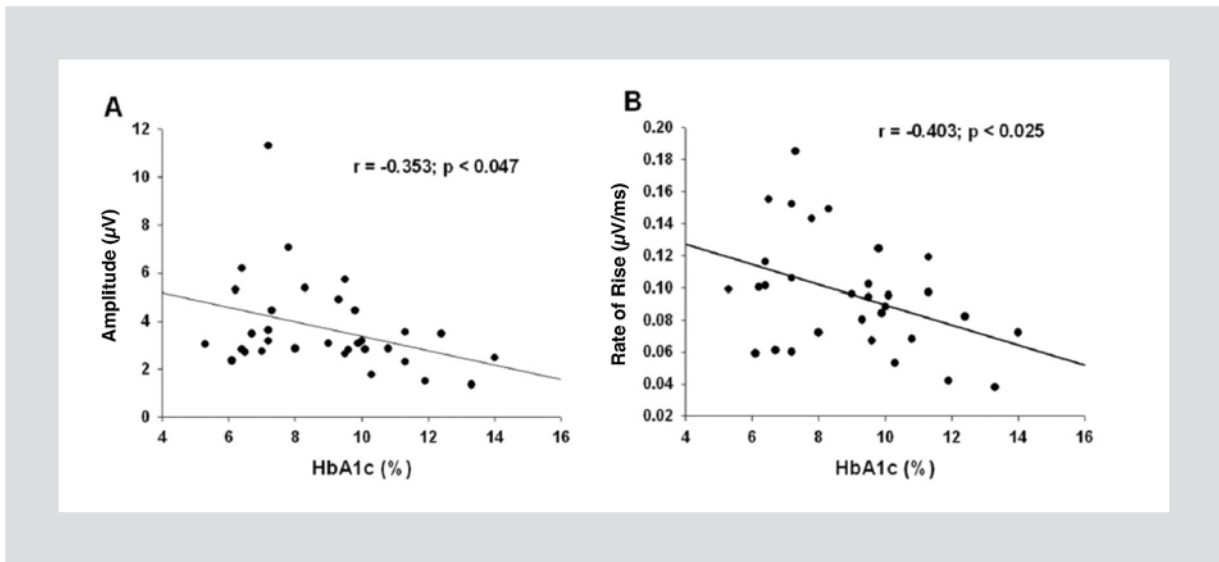 A
12
10
8
6
4
2
0
Amplitude (μV)
r = -0.353; p < 0.047
4 6 8 10 12 14 16
HbA1c (%)
B
0.20
0.18
0.16
0.14
0.12
0.10
0.08
0.06
0.04
0.02
Rate of Rise (μV/ms)
r = -0.403; p < 0.025
4 6 8 10 12 14 16
HbA1c (%)